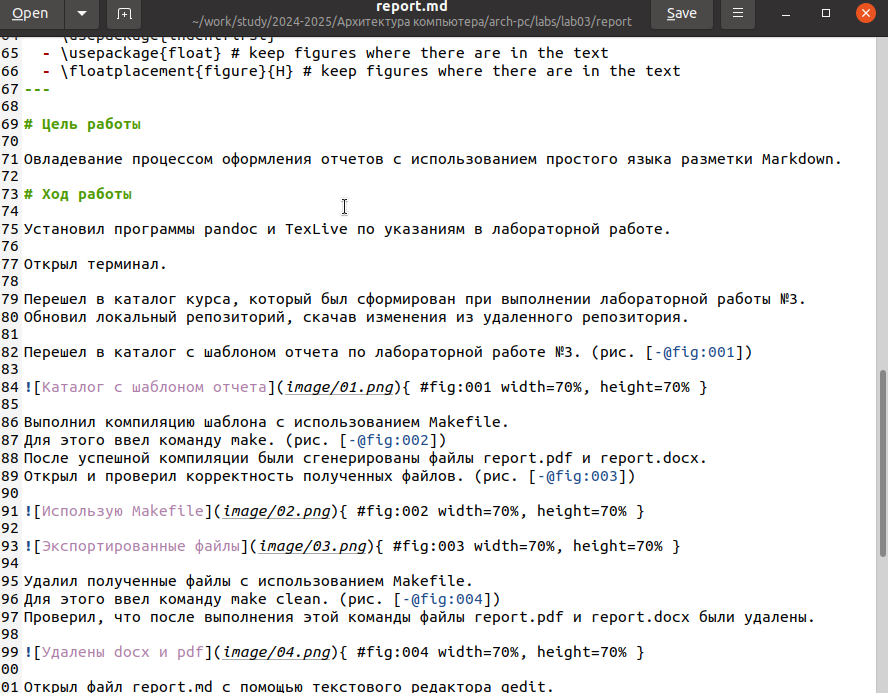 Open
report.md
~/work/study/2024-2025/Архитектура компьютера/arch-pc/labs/lab03/report
Save
65 - \usepackage{float} # keep figures where there are in the text
66 - \floatplacement{figure}{H} # keep figures where there are in the text
67 ---
68
69 # Цель работы
70
71 Овладевание процессом оформления отчетов с использованием простого языка разметки Markdown.
72
73 # Ход работы
74
75 Установил программы pandoc и TexLive по указаниям в лабораторной работе.
76
77 Открыл терминал.
78
79 Перешел в каталог курса, который был сформирован при выполнении лабораторной работы №3.
80 Обновил локальный репозиторий, скачав изменения из удаленного репозитория.
81
82 Перешел в каталог с шаблоном отчета по лабораторной работе №3. (рис. [-@fig:001])
83
84 ![Каталог с шаблоном отчета](image/01.png){ #fig:001 width=70%, height=70% }
85
86 Выполнил компиляцию шаблона с использованием Makefile.
87 Для этого ввел команду make. (рис. [-@fig:002])
88 После успешной компиляции были сгенерированы файлы report.pdf и report.docx.
89 Открыл и проверил корректность полученных файлов. (рис. [-@fig:003])
90
91 ![Использую Makefile](image/02.png){ #fig:002 width=70%, height=70% }
92
93 ![Экспортированные файлы](image/03.png){ #fig:003 width=70%, height=70% }
94
95 Удалил полученные файлы с использованием Makefile.
96 Для этого ввел команду make clean. (рис. [-@fig:004])
97 Проверил, что после выполнения этой команды файлы report.pdf и report.docx были удалены.
98
99 ![Удалены docx и pdf](image/04.png){ #fig:004 width=70%, height=70% }
00
01 Открыл файл report.md с помощью текстового редактора gedit.